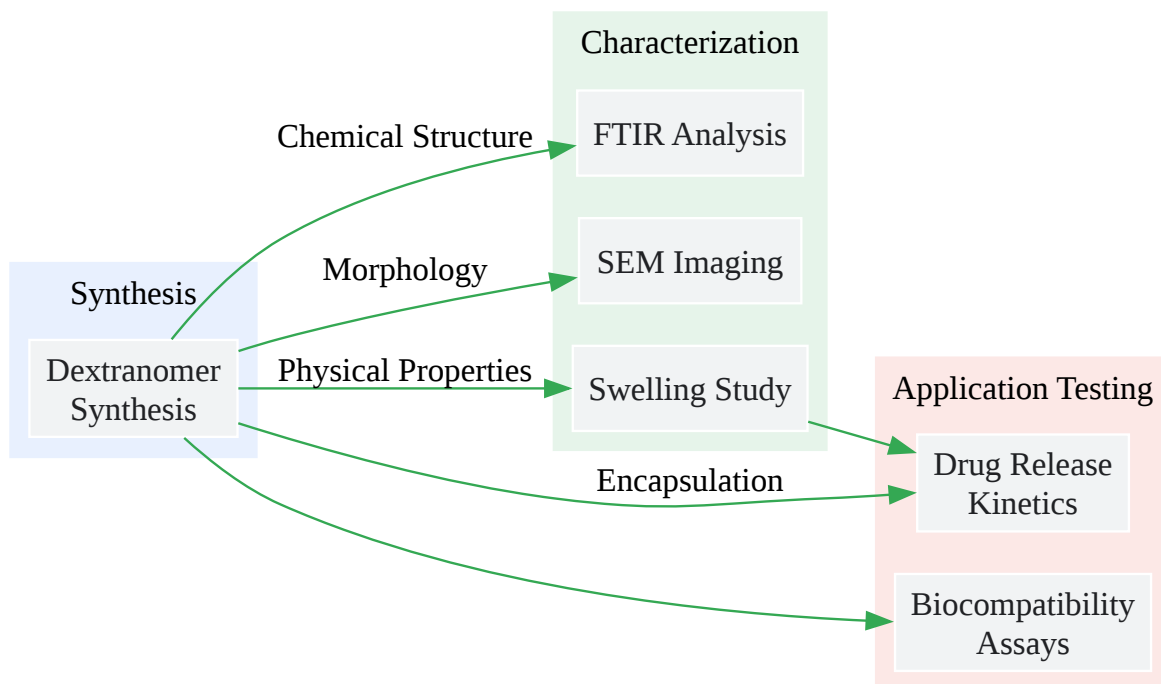 Characterization
Chemical Structure
FTIR Analysis
Morphology
SEM Imaging
Synthesis
Dextranomer
Synthesis
Physical Properties
Swelling Study
Application Testing
Encapsulation
Drug Release
Kinetics
Biocompatibility
Assays